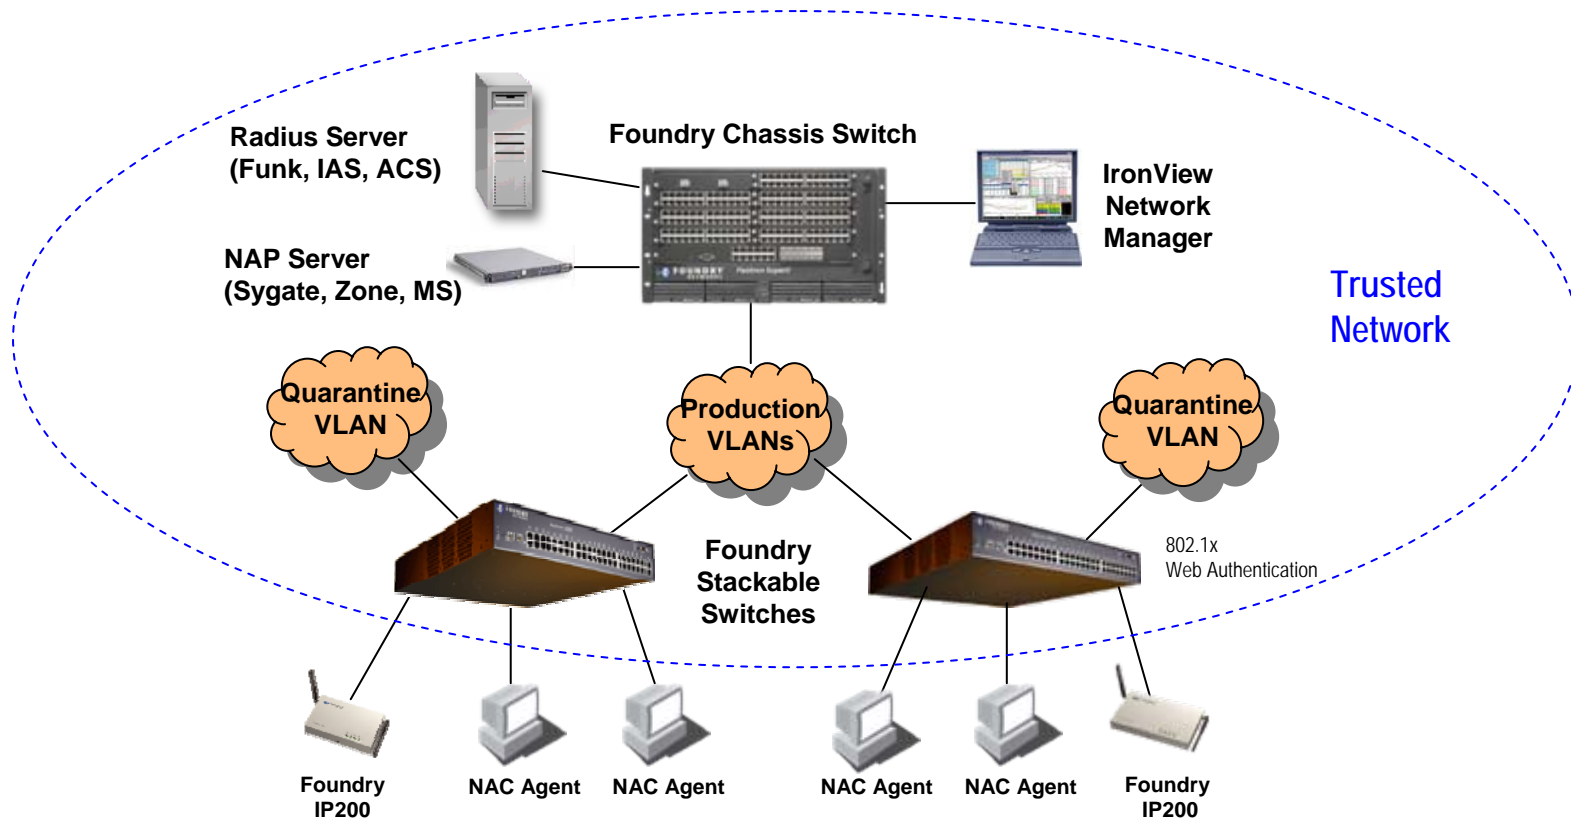 Radius Server
(Funk, IAS, ACS)
Foundry Chassis Switch
IronView
Network
Manager
NAP Server
(Sygate, Zone, MS)
FOUNDRY
NETWORKS
Trusted
Network
Quarantine
VLAN
Production
VLANs
Quarantine
VLAN
Foundry
Stackable
Switches
802.1x
Web Authentication
Foundry
IP200
NAC Agent
NAC Agent
NAC Agent
NAC Agent
Foundry
IP200